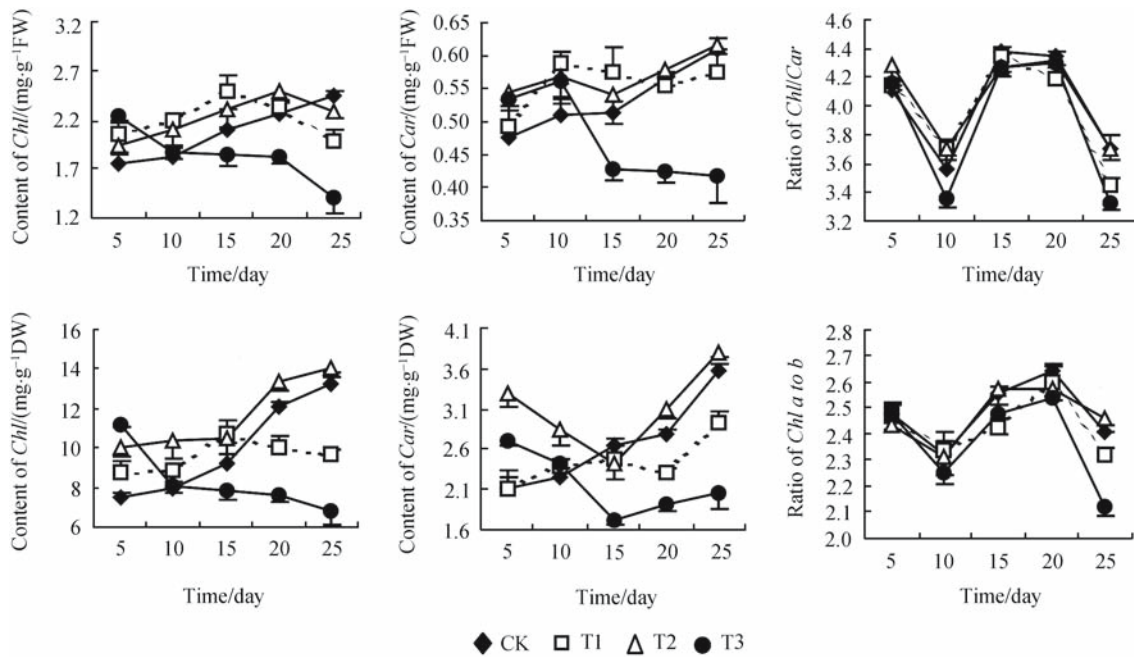 Content of Chl/(mg·g⁻¹FW)
3.2
2.7
2.2
1.7
1.2
5 10 15 20 25
Time/day
Content of Car/(mg·g⁻¹FW)
0.65
0.60
0.55
0.50
0.45
0.40
0.35
5 10 15 20 25
Time/day
Ratio of Chl/Car
4.6
4.4
4.2
4.0
3.8
3.6
3.4
3.2
5 10 15 20 25
Time/day
Content of Chl/(mg·g⁻¹DW)
16
14
12
10
8
6
5 10 15 20 25
Time/day
Content of Car/(mg·g⁻¹DW)
4.1
3.6
3.1
2.6
2.1
1.6
5 10 15 20 25
Time/day
Ratio of Chl a to b
2.8
2.7
2.6
2.5
2.4
2.3
2.2
2.1
2.0
5 10 15 20 25
Time/day
CK T1 T2 T3